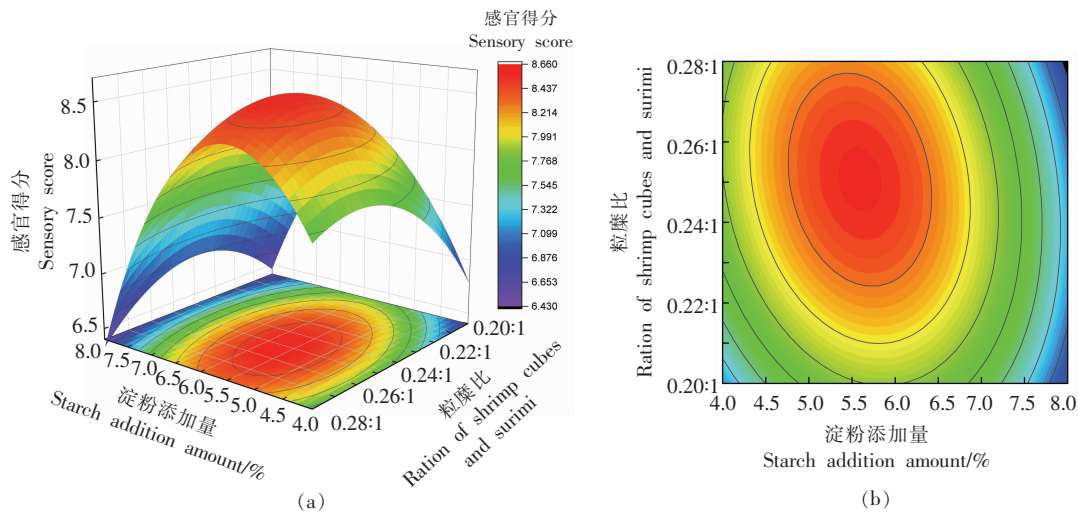 感官得分
Sensory score
8.660
8.437
8.214
7.991
7.768
7.545
7.322
7.099
6.876
6.653
6.430
感官得分
Sensory score
8.5
8.0
7.5
7.0
6.5
8.0
7.5
7.0
6.5
6.0
5.5
5.0
4.5
4.0
淀粉添加量
Starch addition amount/%
0.20:1
0.22:1
0.24:1
0.26:1
0.28:1
粒糜比
Ration of shrimp cubes
and surimi
(a)
粒糜比
Ration of shrimp cubes and surimi
0.28:1
0.26:1
0.24:1
0.22:1
0.20:1
4.0 4.5 5.0 5.5 6.0 6.5 7.0 7.5 8.0
淀粉添加量
Starch addition amount/%
(b)